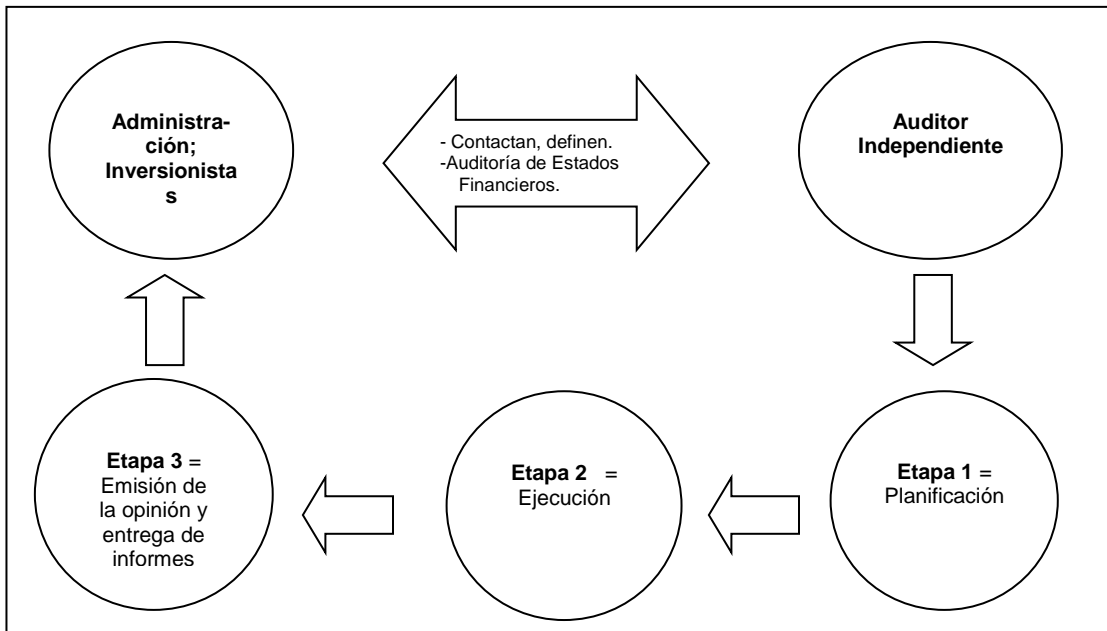 Administra-
ción;
Inversionista
s
- Contactan, definen.
-Auditoría de Estados
Financieros.
Auditor
Independiente
Etapa 3 =
Emisión de
la opinión y
entrega de
informes
Etapa 2 =
Ejecución
Etapa 1 =
Planificación